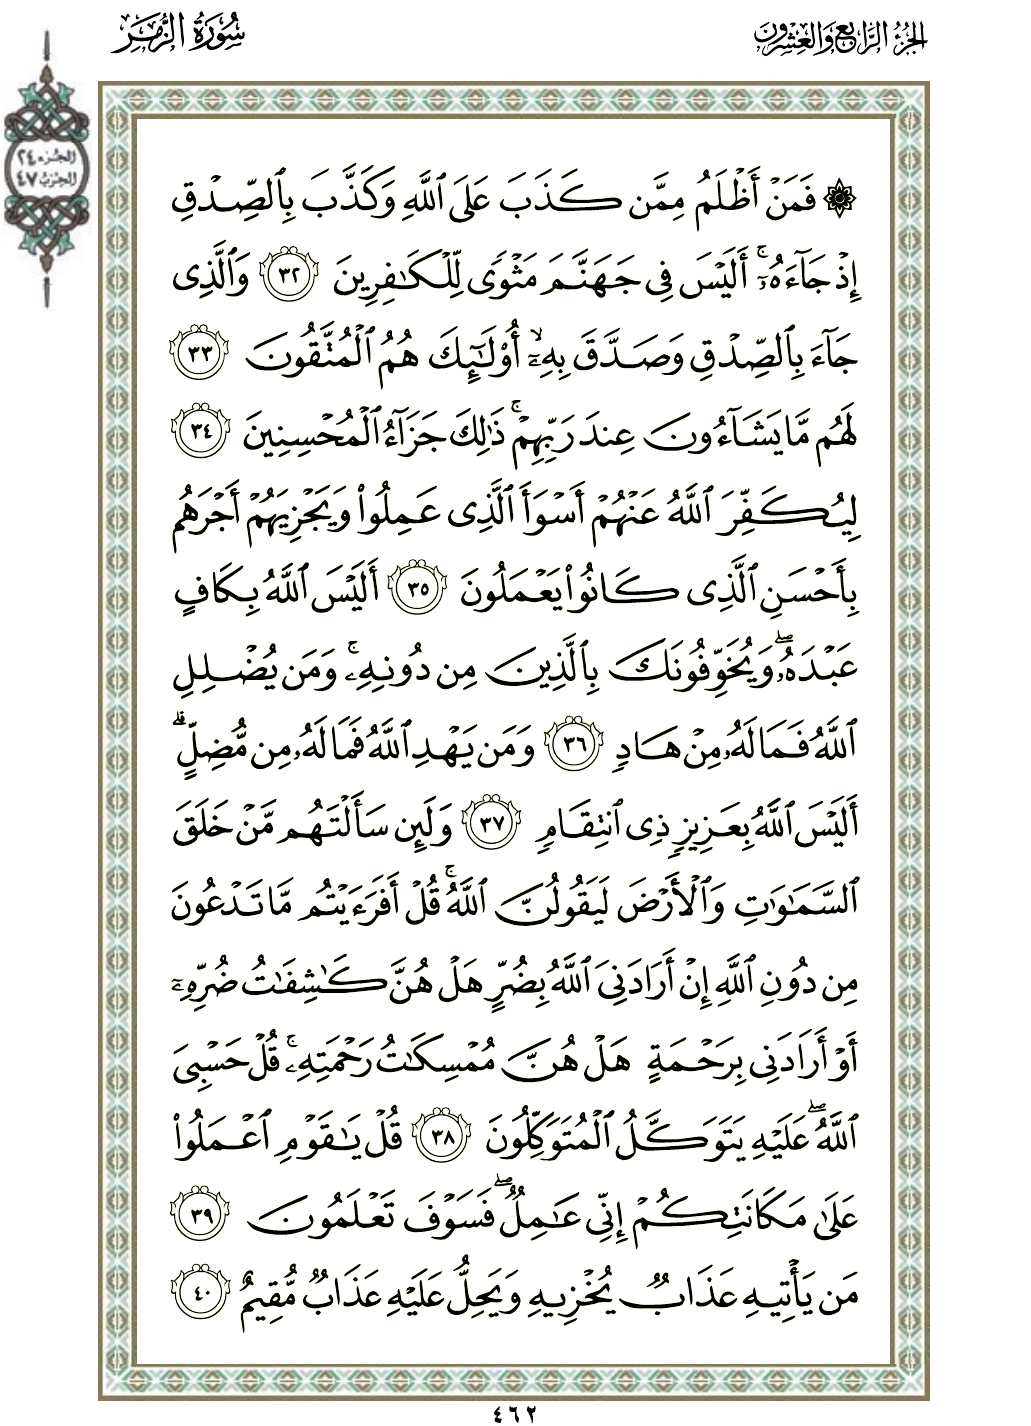 الجزء الرابع والعشرون
سورة الزمر
الجزء ٢٤
الحزب ٤٧
۞ فَمَنْ أَظْلَمُ مِمَّن كَذَبَ عَلَى ٱللَّهِ وَكَذَّبَ بِٱلصِّدْقِ
إِذْ جَآءَهُۥٓ ۚ أَلَيْسَ فِى جَهَنَّمَ مَثْوًى لِّلْكَـٰفِرِينَ ٣٢ وَٱلَّذِى
جَآءَ بِٱلصِّدْقِ وَصَدَّقَ بِهِۦٓ ۙ أُو۟لَـٰٓئِكَ هُمُ ٱلْمُتَّقُونَ ٣٣
لَهُم مَّا يَشَآءُونَ عِندَ رَبِّهِمْ ۚ ذَٰلِكَ جَزَآءُ ٱلْمُحْسِنِينَ ٣٤
لِيُكَفِّرَ ٱللَّهُ عَنْهُمْ أَسْوَأَ ٱلَّذِى عَمِلُوا۟ وَيَجْزِيَهُمْ أَجْرَهُم
بِأَحْسَنِ ٱلَّذِى كَانُوا۟ يَعْمَلُونَ ٣٥ أَلَيْسَ ٱللَّهُ بِكَافٍ
عَبْدَهُۥ ۖ وَيُخَوِّفُونَكَ بِٱلَّذِينَ مِن دُونِهِۦ ۚ وَمَن يُضْلِلِ
ٱللَّهُ فَمَا لَهُۥ مِنْ هَادٍ ٣٦ وَمَن يَهْدِ ٱللَّهُ فَمَا لَهُۥ مِن مُّضِلٍّ ۗ
أَلَيْسَ ٱللَّهُ بِعَزِيزٍ ذِى ٱنتِقَامٍ ٣٧ وَلَئِن سَأَلْتَهُم مَّنْ خَلَقَ
ٱلسَّمَـٰوَٰتِ وَٱلْأَرْضَ لَيَقُولُنَّ ٱللَّهُ ۚ قُلْ أَفَرَءَيْتُم مَّا تَدْعُونَ
مِن دُونِ ٱللَّهِ إِنْ أَرَادَنِىَ ٱللَّهُ بِضُرٍّ هَلْ هُنَّ كَـٰشِفَـٰتُ ضُرِّهِۦٓ
أَوْ أَرَادَنِى بِرَحْمَةٍ هَلْ هُنَّ مُمْسِكَـٰتُ رَحْمَتِهِۦ ۚ قُلْ حَسْبِىَ
ٱللَّهُ ۖ عَلَيْهِ يَتَوَكَّلُ ٱلْمُتَوَكِّلُونَ ٣٨ قُلْ يَـٰقَوْمِ ٱعْمَلُوا۟
عَلَىٰ مَكَانَتِكُمْ إِنِّى عَـٰمِلٌ ۖ فَسَوْفَ تَعْلَمُونَ ٣٩
مَن يَأْتِيهِ عَذَابٌ يُخْزِيهِ وَيَحِلُّ عَلَيْهِ عَذَابٌ مُّقِيمٌ ٤٠
٤٦٢